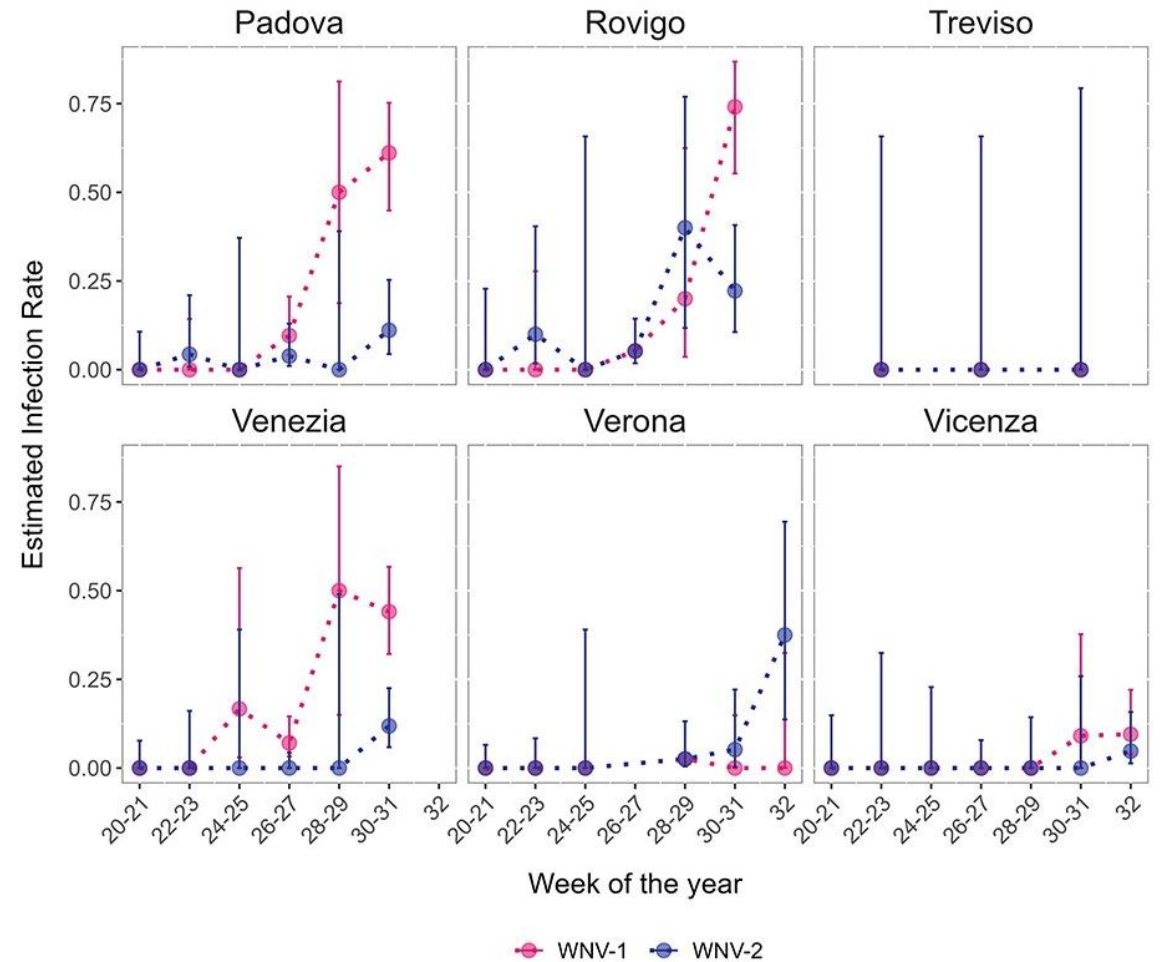 Padova Rovigo Treviso
0.75
0.50
0.25
0.00
Venezia Verona Vicenza
0.75
0.50
0.25
0.00
Estimated Infection Rate
20-21 22-23 24-25 26-27 28-29 30-31 32 20-21 22-23 24-25 26-27 28-29 30-31 32 20-21 22-23 24-25 26-27 28-29 30-31 32
Week of the year
WNV-1 WNV-2